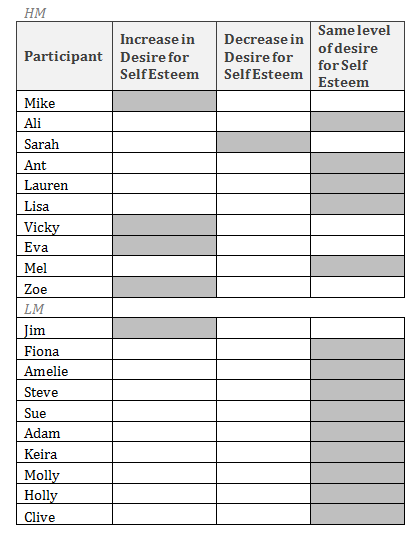 HM
Participant
Increase in
Desire for
Self Esteem
Decrease in
Desire for
Self Esteem
Same level
of desire
for Self
Esteem
Mike
Ali
Sarah
Ant
Lauren
Lisa
Vicky
Eva
Mel
Zoe
LM
Jim
Fiona
Amelie
Steve
Sue
Adam
Keira
Molly
Holly
Clive